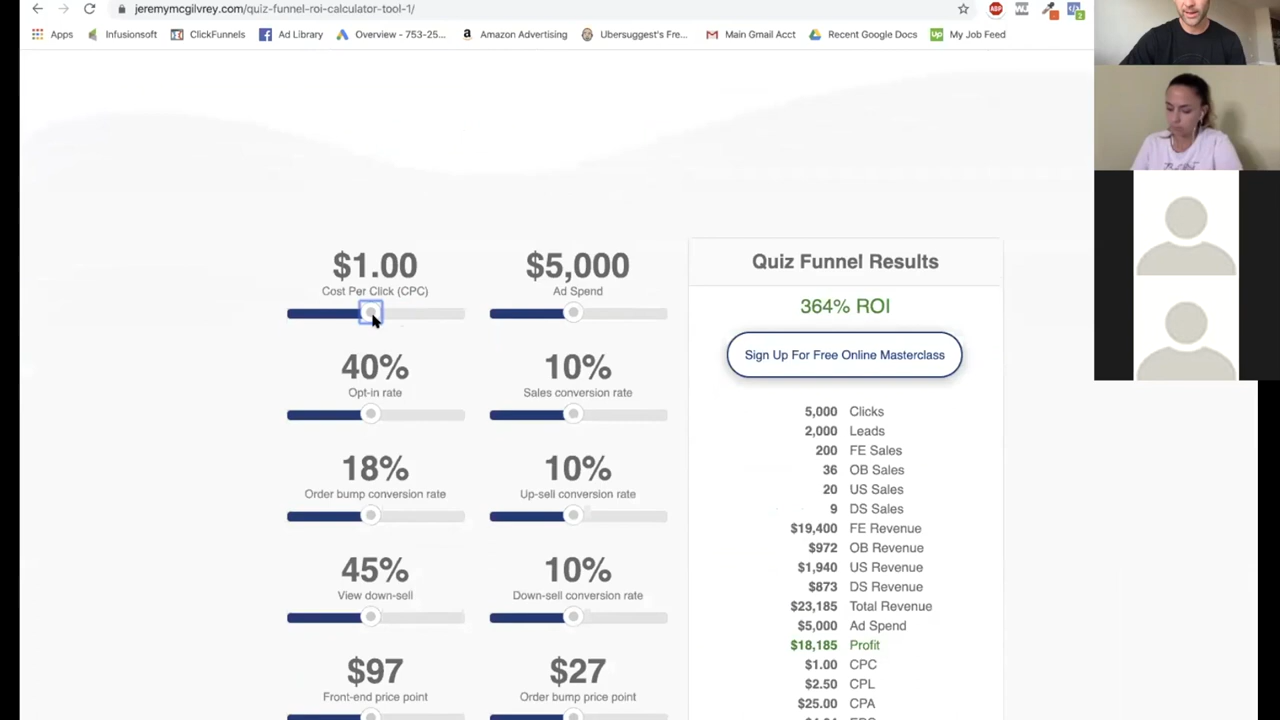 jeremymcgilvrey.com/quiz-funnel-roi-calculator-tool-1/
ABP
Apps Infusionsoft ClickFunnels Ad Library Overview - 753-25... Amazon Advertising Ubersuggest's Fre... Main Gmail Acct Recent Google Docs Up My Job Feed
$1.00 $5,000
Cost Per Click (CPC) Ad Spend
40% 10%
Opt-in rate Sales conversion rate
18% 10%
Order bump conversion rate Up-sell conversion rate
45% 10%
View down-sell Down-sell conversion rate
$97 $27
Front-end price point Order bump price point
Quiz Funnel Results
364% ROI
Sign Up For Free Online Masterclass
5,000 Clicks
2,000 Leads
200 FE Sales
36 OB Sales
20 US Sales
9 DS Sales
$19,400 FE Revenue
$972 OB Revenue
$1,940 US Revenue
$873 DS Revenue
$23,185 Total Revenue
$5,000 Ad Spend
$18,185 Profit
$1.00 CPC
$2.50 CPL
$25.00 CPA